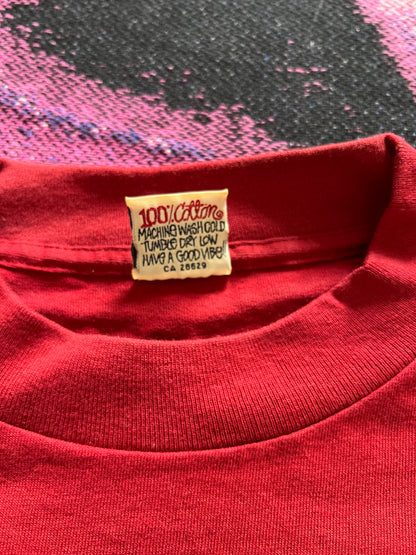 100% Cotton
MACHINE WASH COLD
TUMBLE DRY LOW
HAVE A GOOD VIBE!
CA 28629